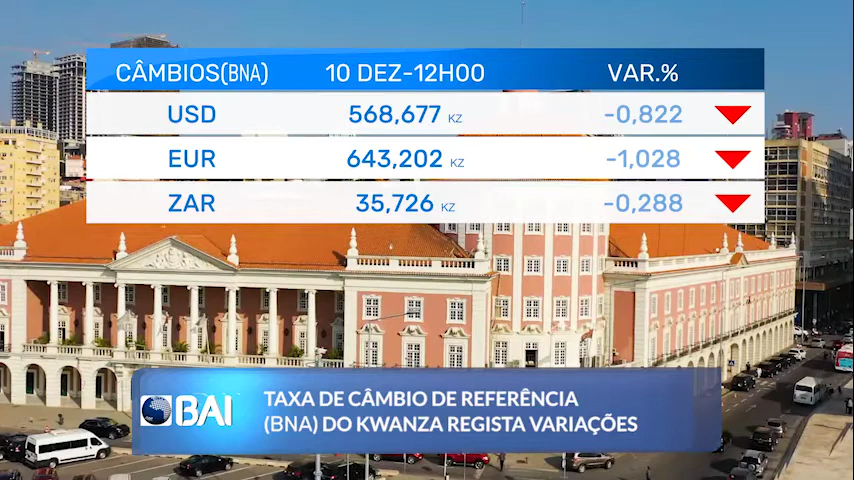 CÂMBIOS(BNA) 10 DEZ-12H00 VAR.%
USD 568,677 KZ -0,822
EUR 643,202 KZ -1,028
ZAR 35,726 KZ -0,288
BAI
TAXA DE CÂMBIO DE REFERÊNCIA
(BNA) DO KWANZA REGISTA VARIAÇÕES